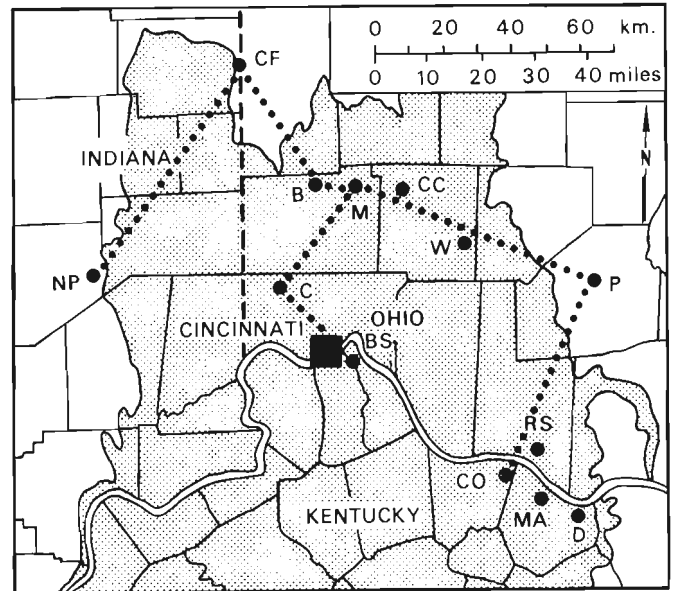 0 20 40 60 km.
0 10 20 30 40 miles
CF
INDIANA
N
B
M
CC
W
NP
C
P
CINCINNATI
OHIO
BS
RS
CO
MA
D
KENTUCKY